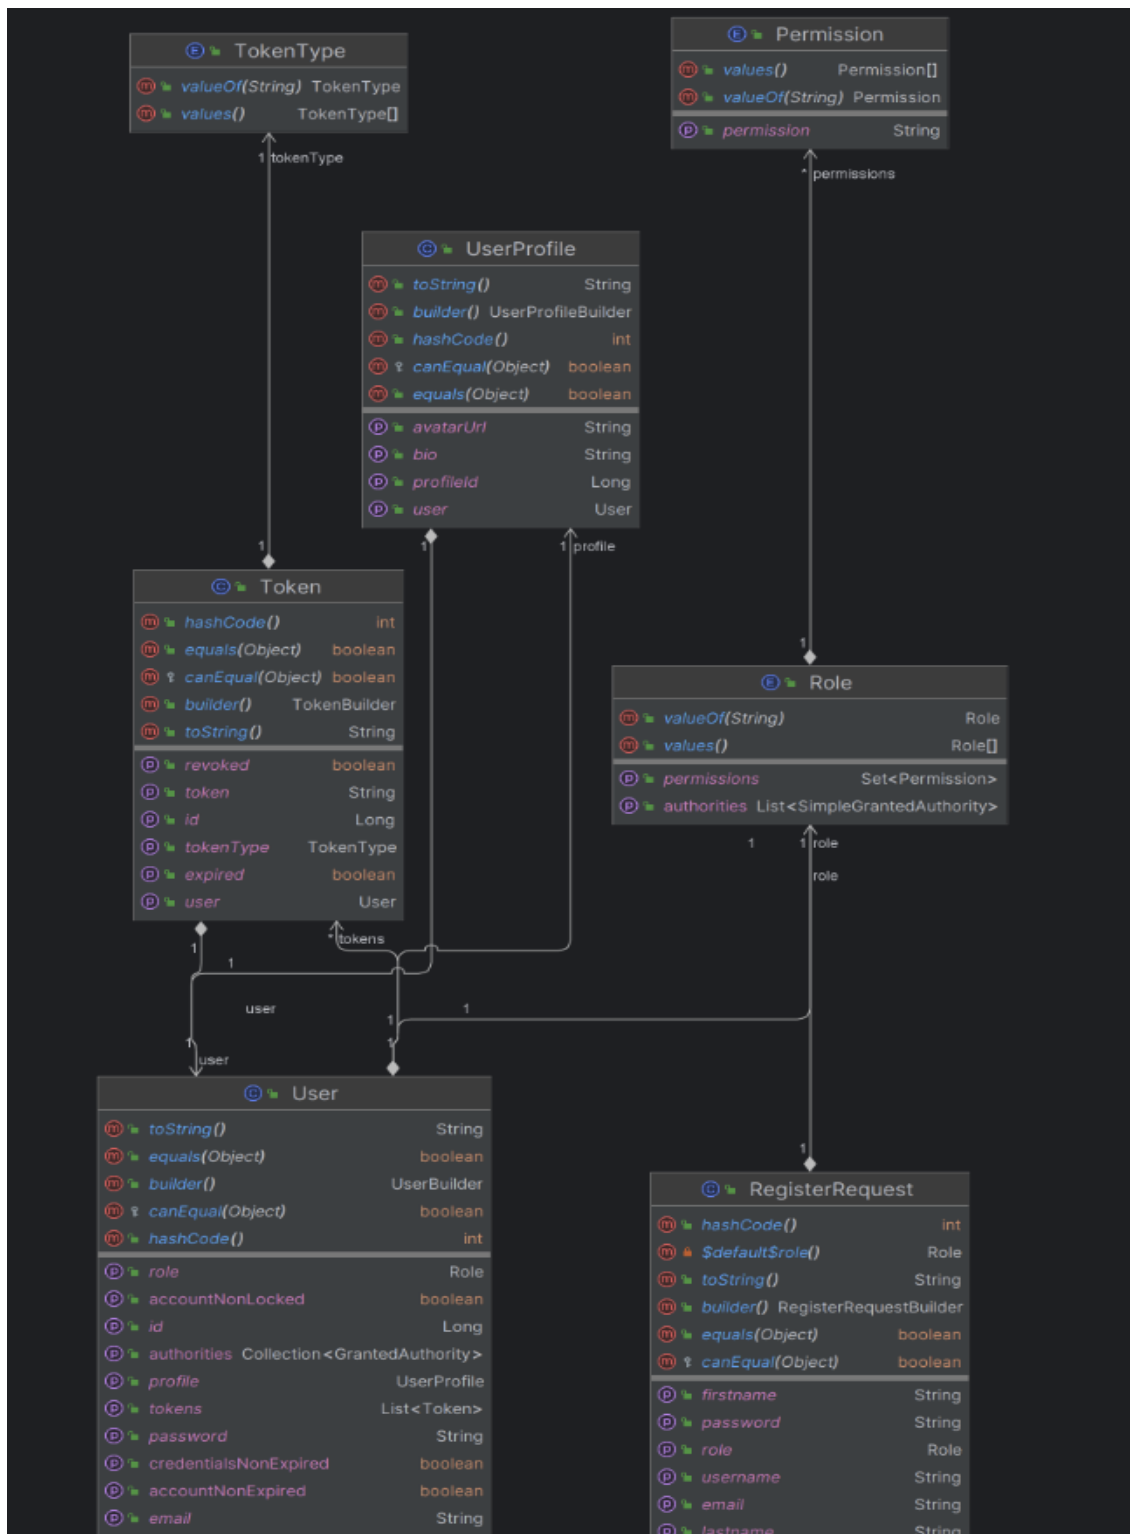 TokenType
valueOf(String) TokenType
values() TokenType[]
1 tokenType
Permission
values() Permission[]
valueOf(String) Permission
permission String
* permissions
UserProfile
toString() String
builder() UserProfileBuilder
hashCode() int
canEqual(Object) boolean
equals(Object) boolean
avatarUrl String
bio String
profileId Long
user User
1
1 profile
1
Token
hashCode() int
equals(Object) boolean
canEqual(Object) boolean
builder() TokenBuilder
toString() String
revoked boolean
token String
id Long
tokenType TokenType
expired boolean
user User
1
Role
valueOf(String) Role
values() Role[]
permissions Set<Permission>
authorities List<SimpleGrantedAuthority>
1 1 role
role
1
* tokens
1
user
1
1
1
1
user
User
toString() String
equals(Object) boolean
builder() UserBuilder
canEqual(Object) boolean
hashCode() int
role Role
accountNonLocked boolean
id Long
authorities Collection<GrantedAuthority>
profile UserProfile
tokens List<Token>
password String
credentialsNonExpired boolean
accountNonExpired boolean
email String
1
RegisterRequest
hashCode() int
$default$role() Role
toString() String
builder() RegisterRequestBuilder
equals(Object) boolean
canEqual(Object) boolean
firstname String
password String
role Role
username String
email String
lastname String